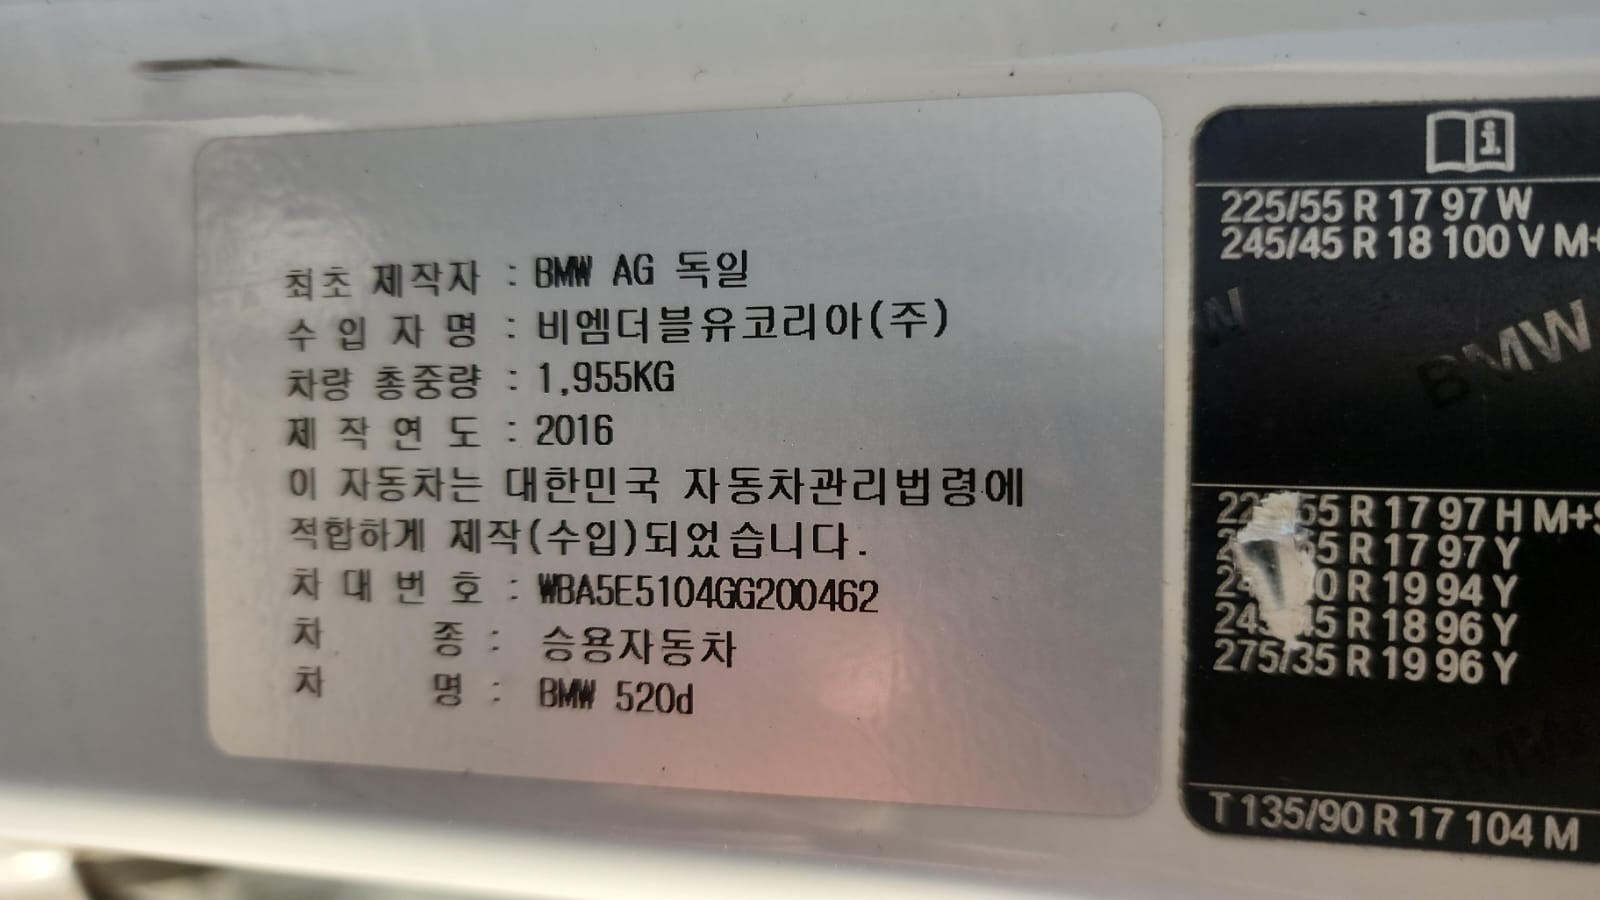 최초 제작자 : BMW AG 독일
수 입 자 명 : 비엠더블유코리아(주)
차량 총중량 : 1,955KG
제 작 연 도 : 2016
이 자동차는 대한민국 자동차관리법령에
적합하게 제작(수입)되었습니다.
차 대 번 호 : WBA5E5104GG200462
차 종 : 승용자동차
차 명 : BMW 520d
i
225/55 R 17 97 W
245/45 R 18 100 V M+
BMW
R 17 97 H M+S
R 17 97 Y
R 19 94 Y
R 18 96 Y
275/35 R 19 96 Y
T 135/90 R 17 104 M